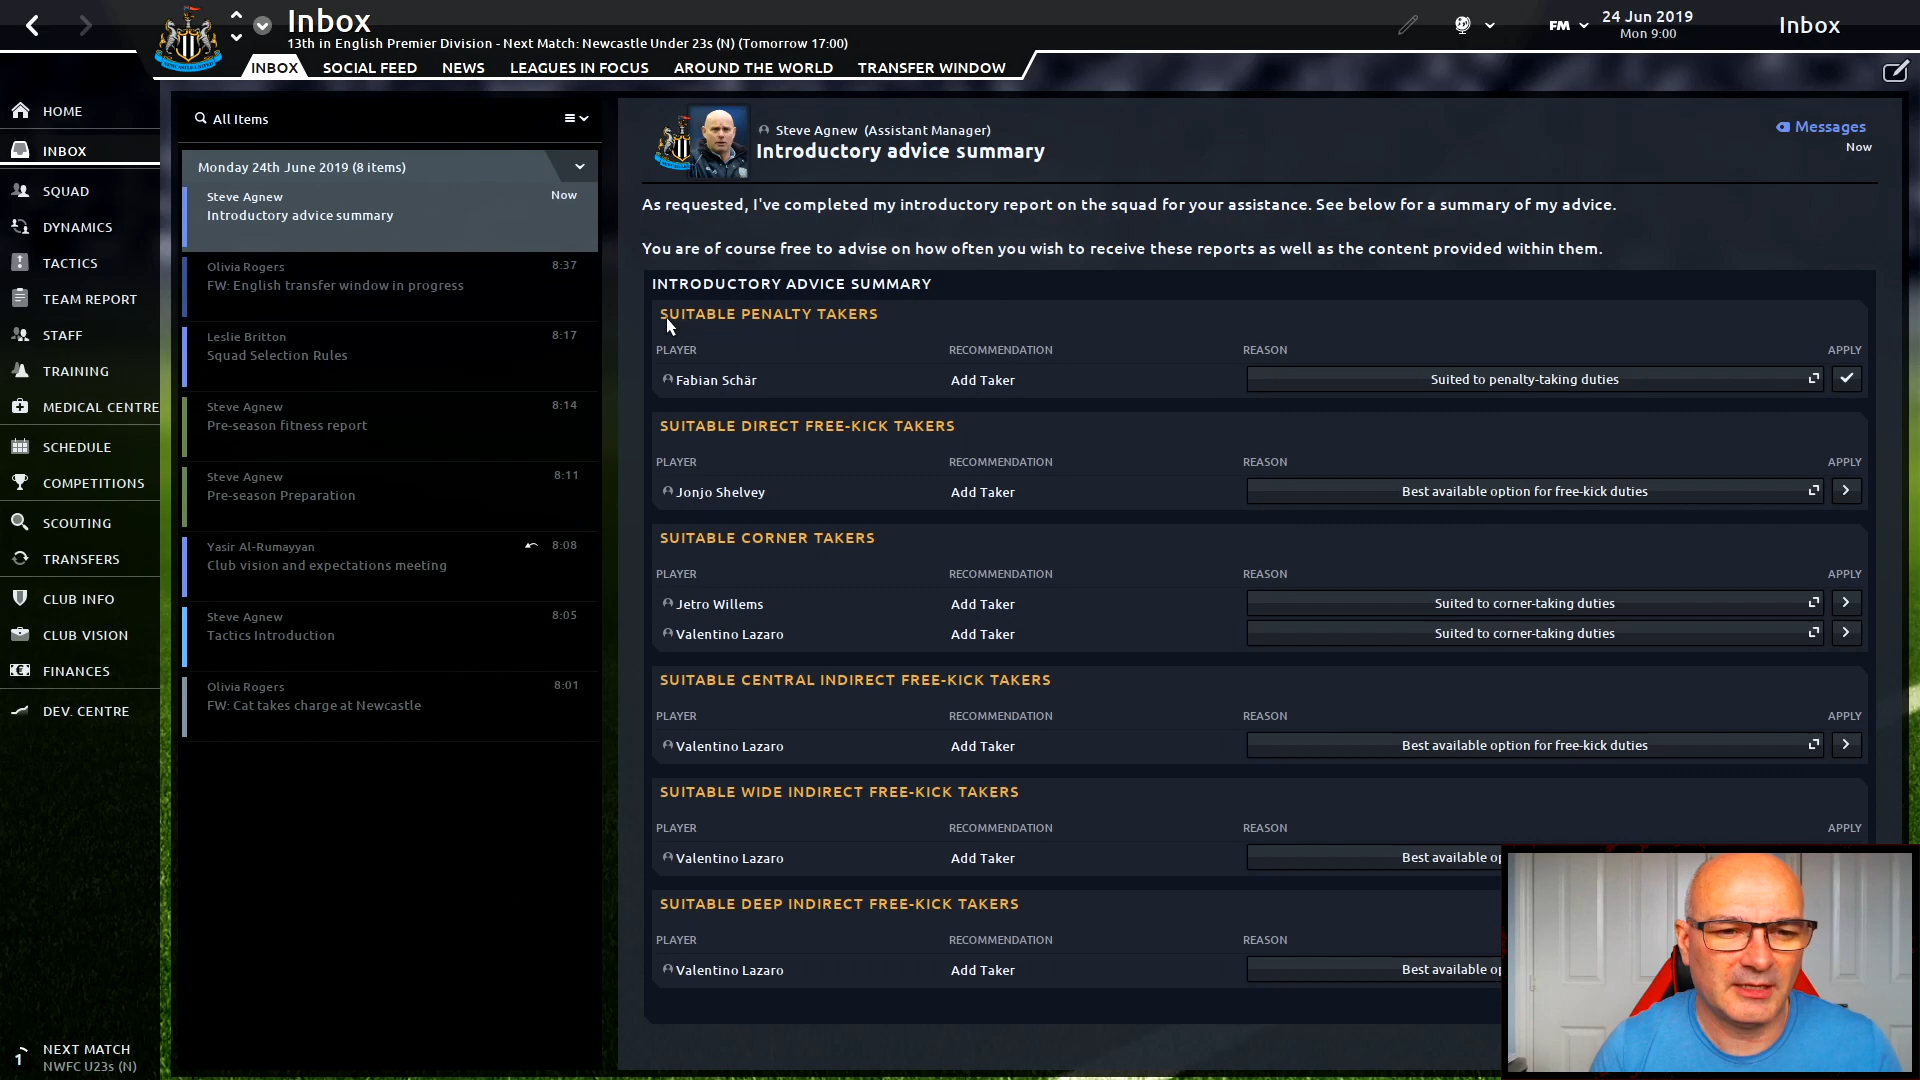 Inbox
13th in English Premier Division - Next Match: Newcastle Under 23s (N) (Tomorrow 17:00)
FM
24 Jun 2019
Mon 9:00
Inbox
INBOX SOCIAL FEED NEWS LEAGUES IN FOCUS AROUND THE WORLD TRANSFER WINDOW
HOME
INBOX
SQUAD
DYNAMICS
TACTICS
TEAM REPORT
STAFF
TRAINING
MEDICAL CENTRE
SCHEDULE
COMPETITIONS
SCOUTING
TRANSFERS
CLUB INFO
CLUB VISION
FINANCES
DEV. CENTRE
1 NEXT MATCH
NWFC U23s (N)
All Items
Monday 24th June 2019 (8 items)
Steve Agnew Now
Introductory advice summary
Olivia Rogers 8:37
FW: English transfer window in progress
Leslie Britton 8:17
Squad Selection Rules
Steve Agnew 8:14
Pre-season fitness report
Steve Agnew 8:11
Pre-season Preparation
Yasir Al-Rumayyan 8:08
Club vision and expectations meeting
Steve Agnew 8:05
Tactics Introduction
Olivia Rogers 8:01
FW: Cat takes charge at Newcastle
Steve Agnew (Assistant Manager)
Introductory advice summary
Messages
Now
As requested, I've completed my introductory report on the squad for your assistance. See below for a summary of my advice.
You are of course free to advise on how often you wish to receive these reports as well as the content provided within them.
INTRODUCTORY ADVICE SUMMARY
SUITABLE PENALTY TAKERS
PLAYER RECOMMENDATION REASON APPLY
Fabian Schär Add Taker Suited to penalty-taking duties
SUITABLE DIRECT FREE-KICK TAKERS
PLAYER RECOMMENDATION REASON APPLY
Jonjo Shelvey Add Taker Best available option for free-kick duties
SUITABLE CORNER TAKERS
PLAYER RECOMMENDATION REASON APPLY
Jetro Willems Add Taker Suited to corner-taking duties
Valentino Lazaro Add Taker Suited to corner-taking duties
SUITABLE CENTRAL INDIRECT FREE-KICK TAKERS
PLAYER RECOMMENDATION REASON APPLY
Valentino Lazaro Add Taker Best available option for free-kick duties
SUITABLE WIDE INDIRECT FREE-KICK TAKERS
PLAYER RECOMMENDATION REASON APPLY
Valentino Lazaro Add Taker Best available op
SUITABLE DEEP INDIRECT FREE-KICK TAKERS
PLAYER RECOMMENDATION REASON
Valentino Lazaro Add Taker Best available op